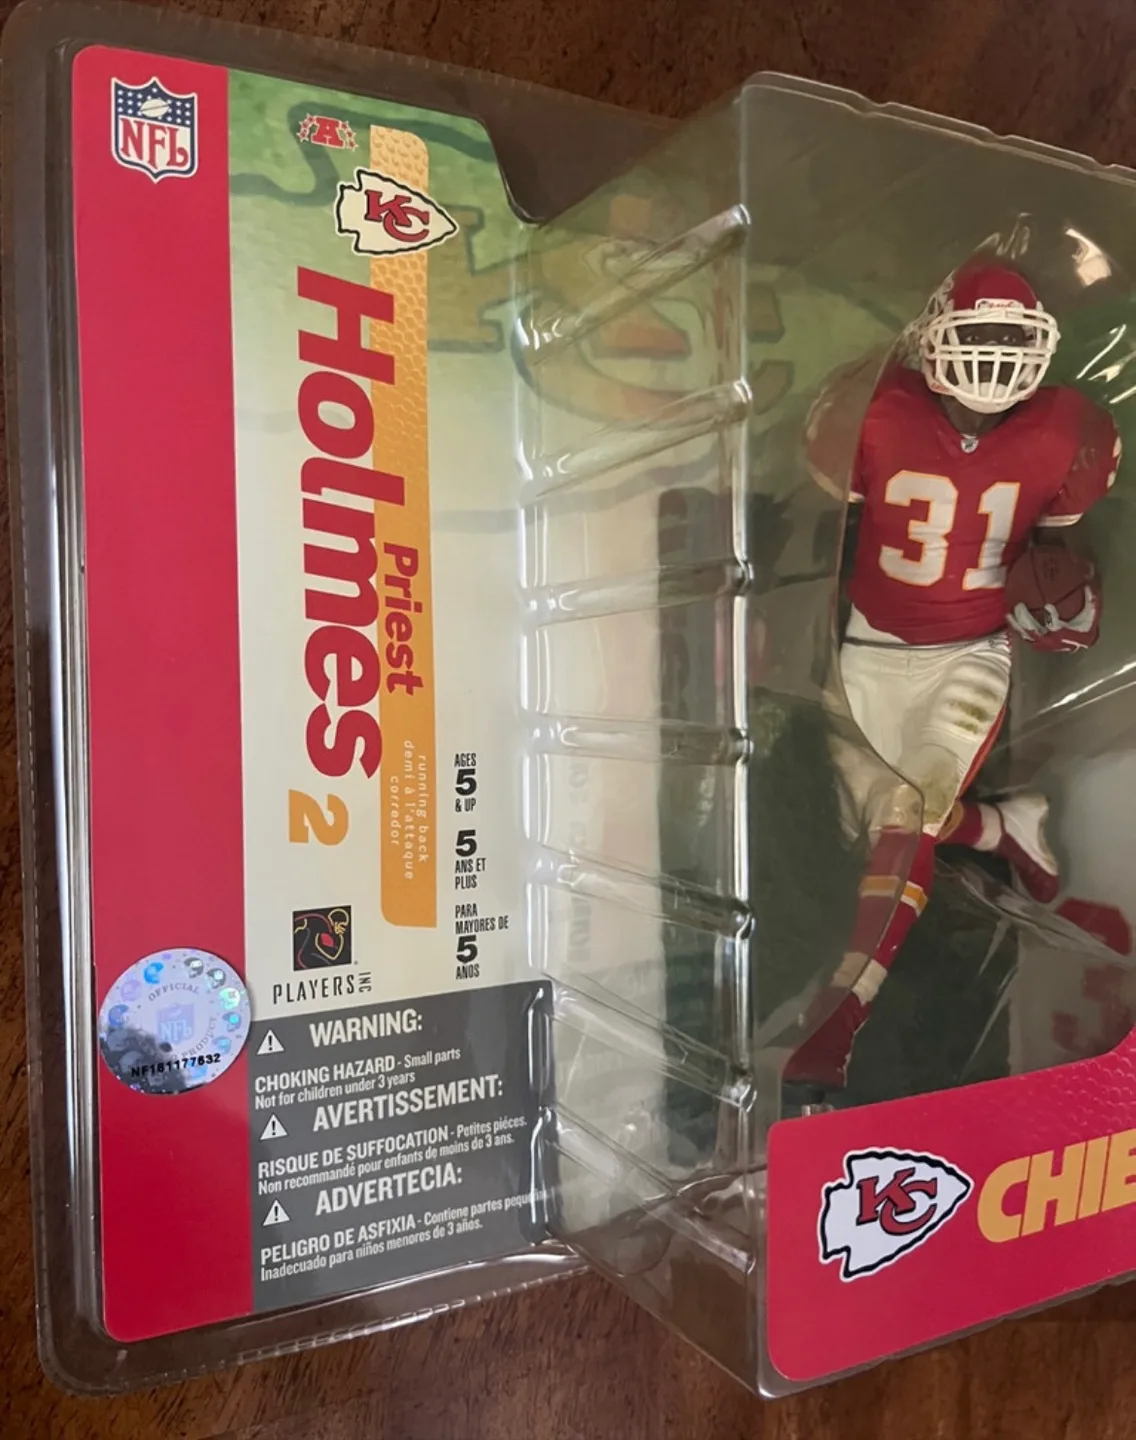 NFL
A
KC
Holmes 2
Priest
running back
demi à l'attaque
corredor
AGES
5
& UP
5
ANS ET
PLUS
PARA
MAYORES DE
5
AÑOS
PLAYERS INC
OFFICIAL
NFL
PRODUCT
NF161177632
WARNING:
CHOKING HAZARD - Small parts
Not for children under 3 years
AVERTISSEMENT:
RISQUE DE SUFFOCATION - Petites piéces.
Non recommandé pour enfants de moins de 3 ans.
ADVERTECIA:
PELIGRO DE ASFIXIA - Contiene partes
Inadecuado para niños menores de 3 años.
31
KC CHIE